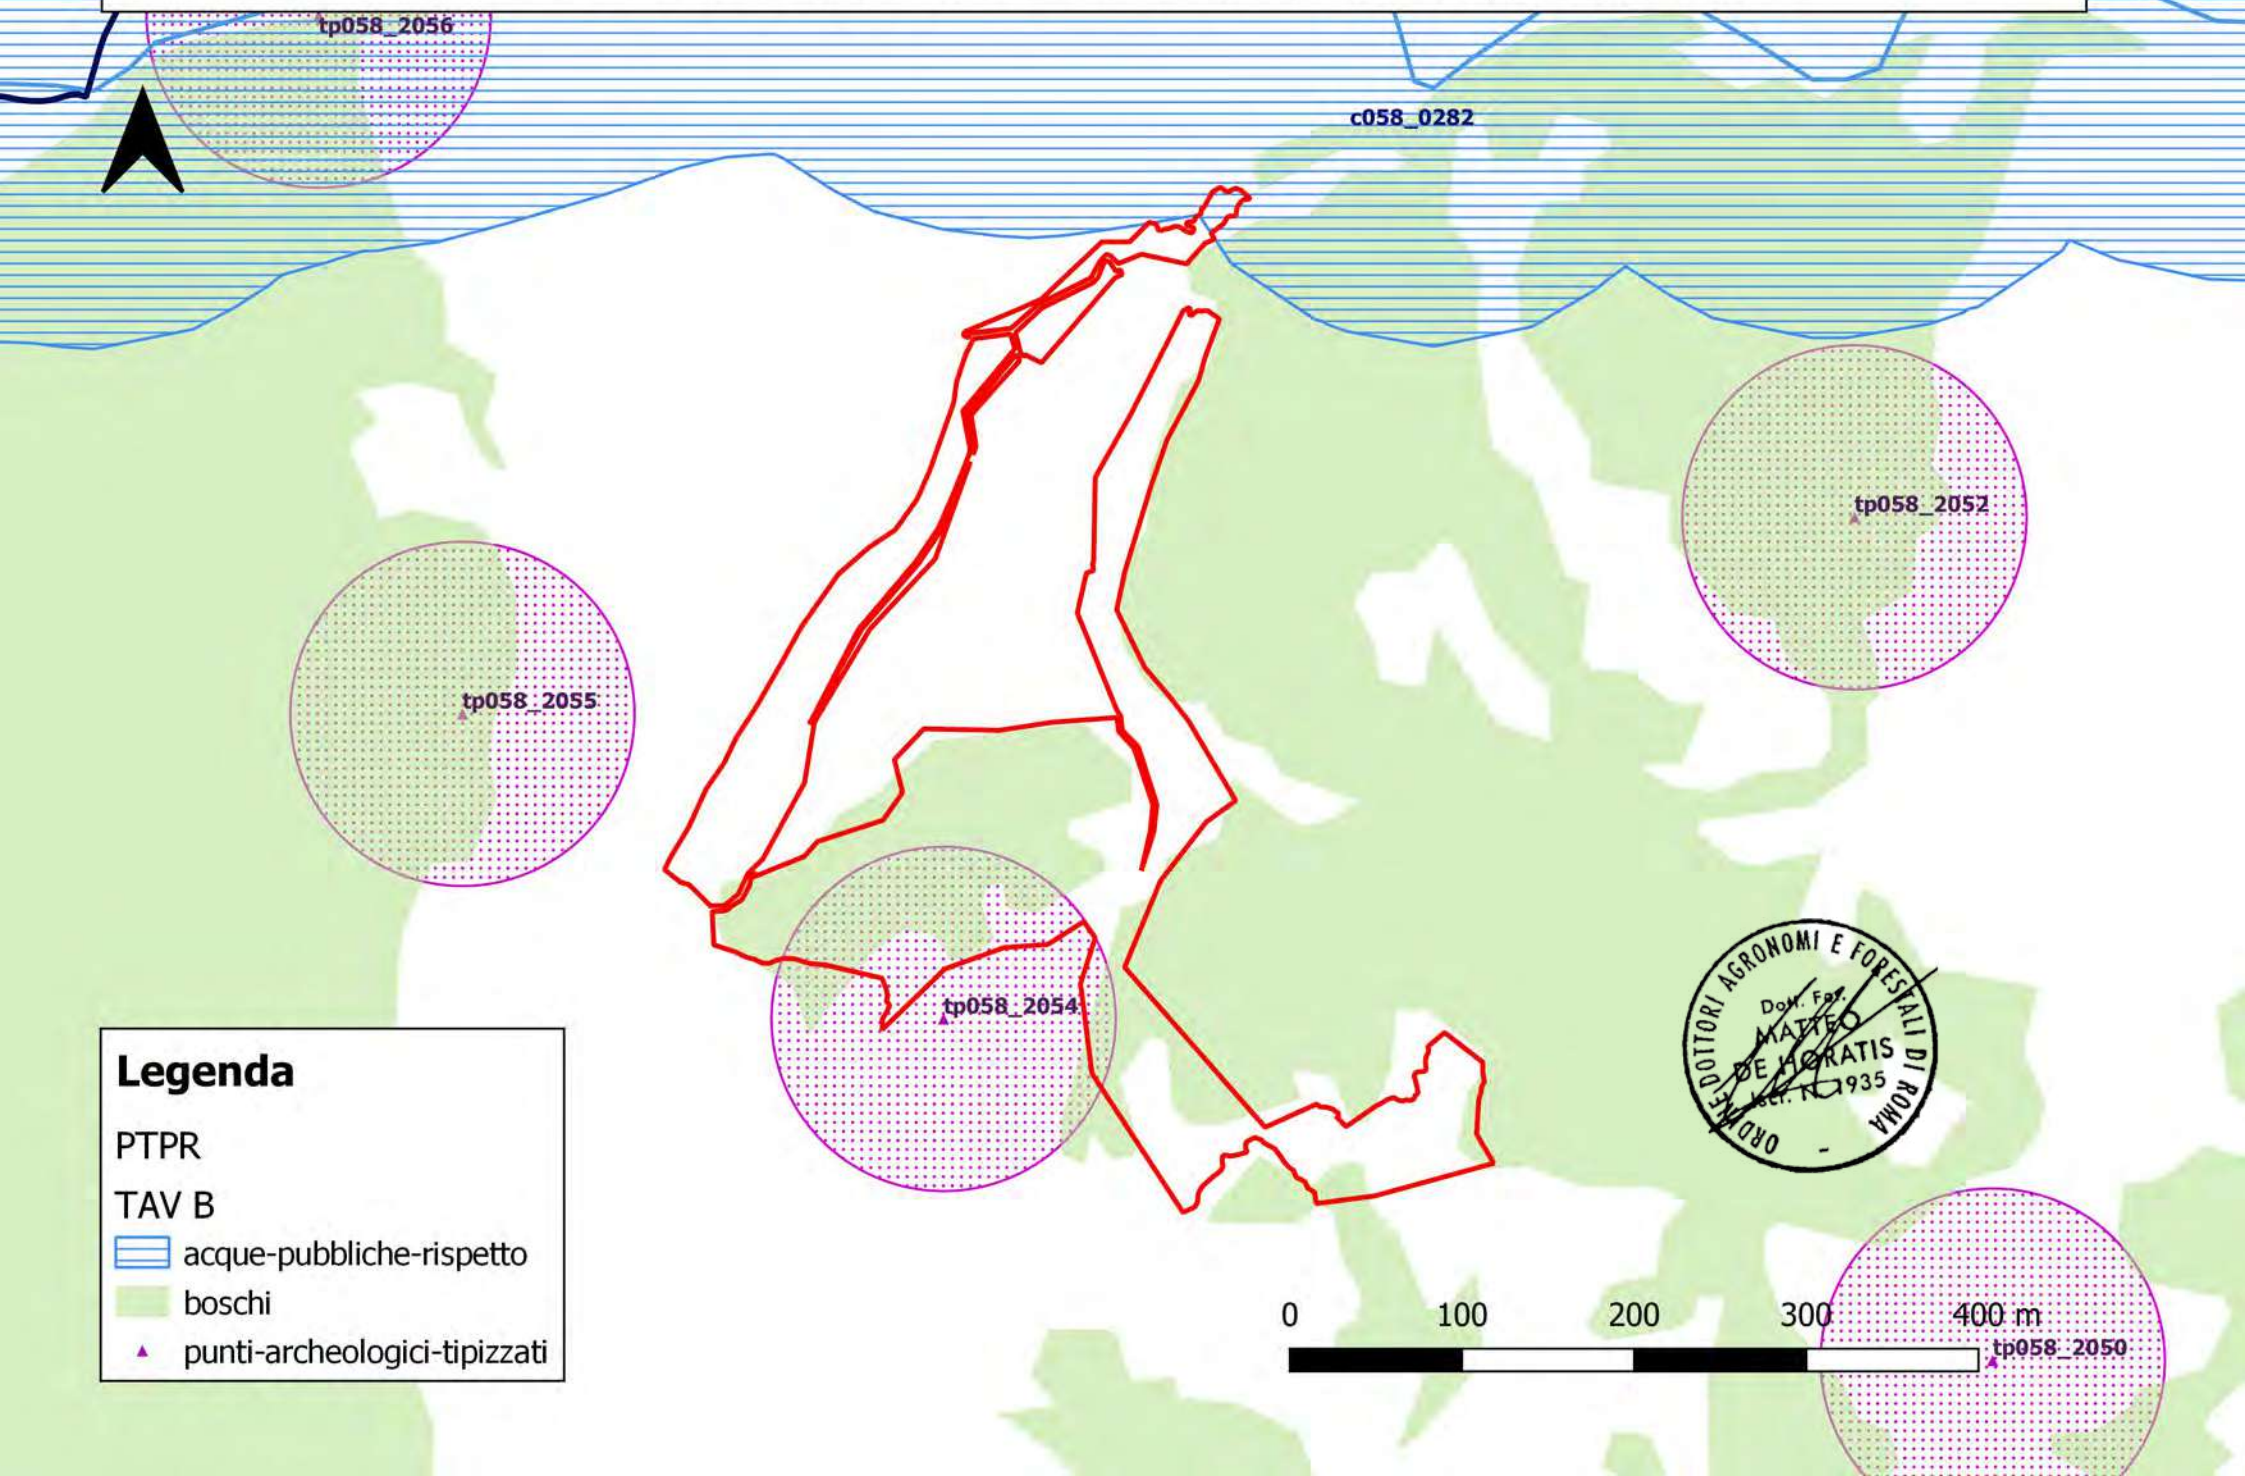 tp058_2056
c058_0282
tp058_2052
tp058_2055
tp058_2054
ORDINE DOTTORI AGRONOMI E FORESTALI DI ROMA -
Dott. For.
MATTEO
DE HORATIS
Iscr. N. 1935
Legenda
PTPR
TAV B
acque-pubbliche-rispetto
boschi
punti-archeologici-tipizzati
0 100 200 300 400 m
tp058_2050